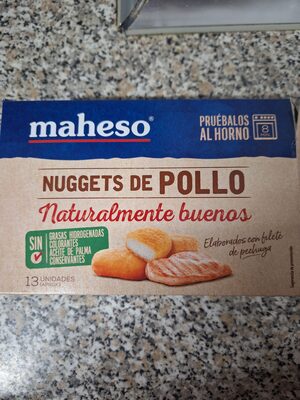 maheso®
PRUÉBALOS
AL HORNO
8
NUGGETS DE POLLO
Naturalmente buenos
SIN
GRASAS HIDROGENADAS
COLORANTES
ACEITE DE PALMA
CONSERVANTES
Elaborados con filete
de pechuga
13 UNIDADES